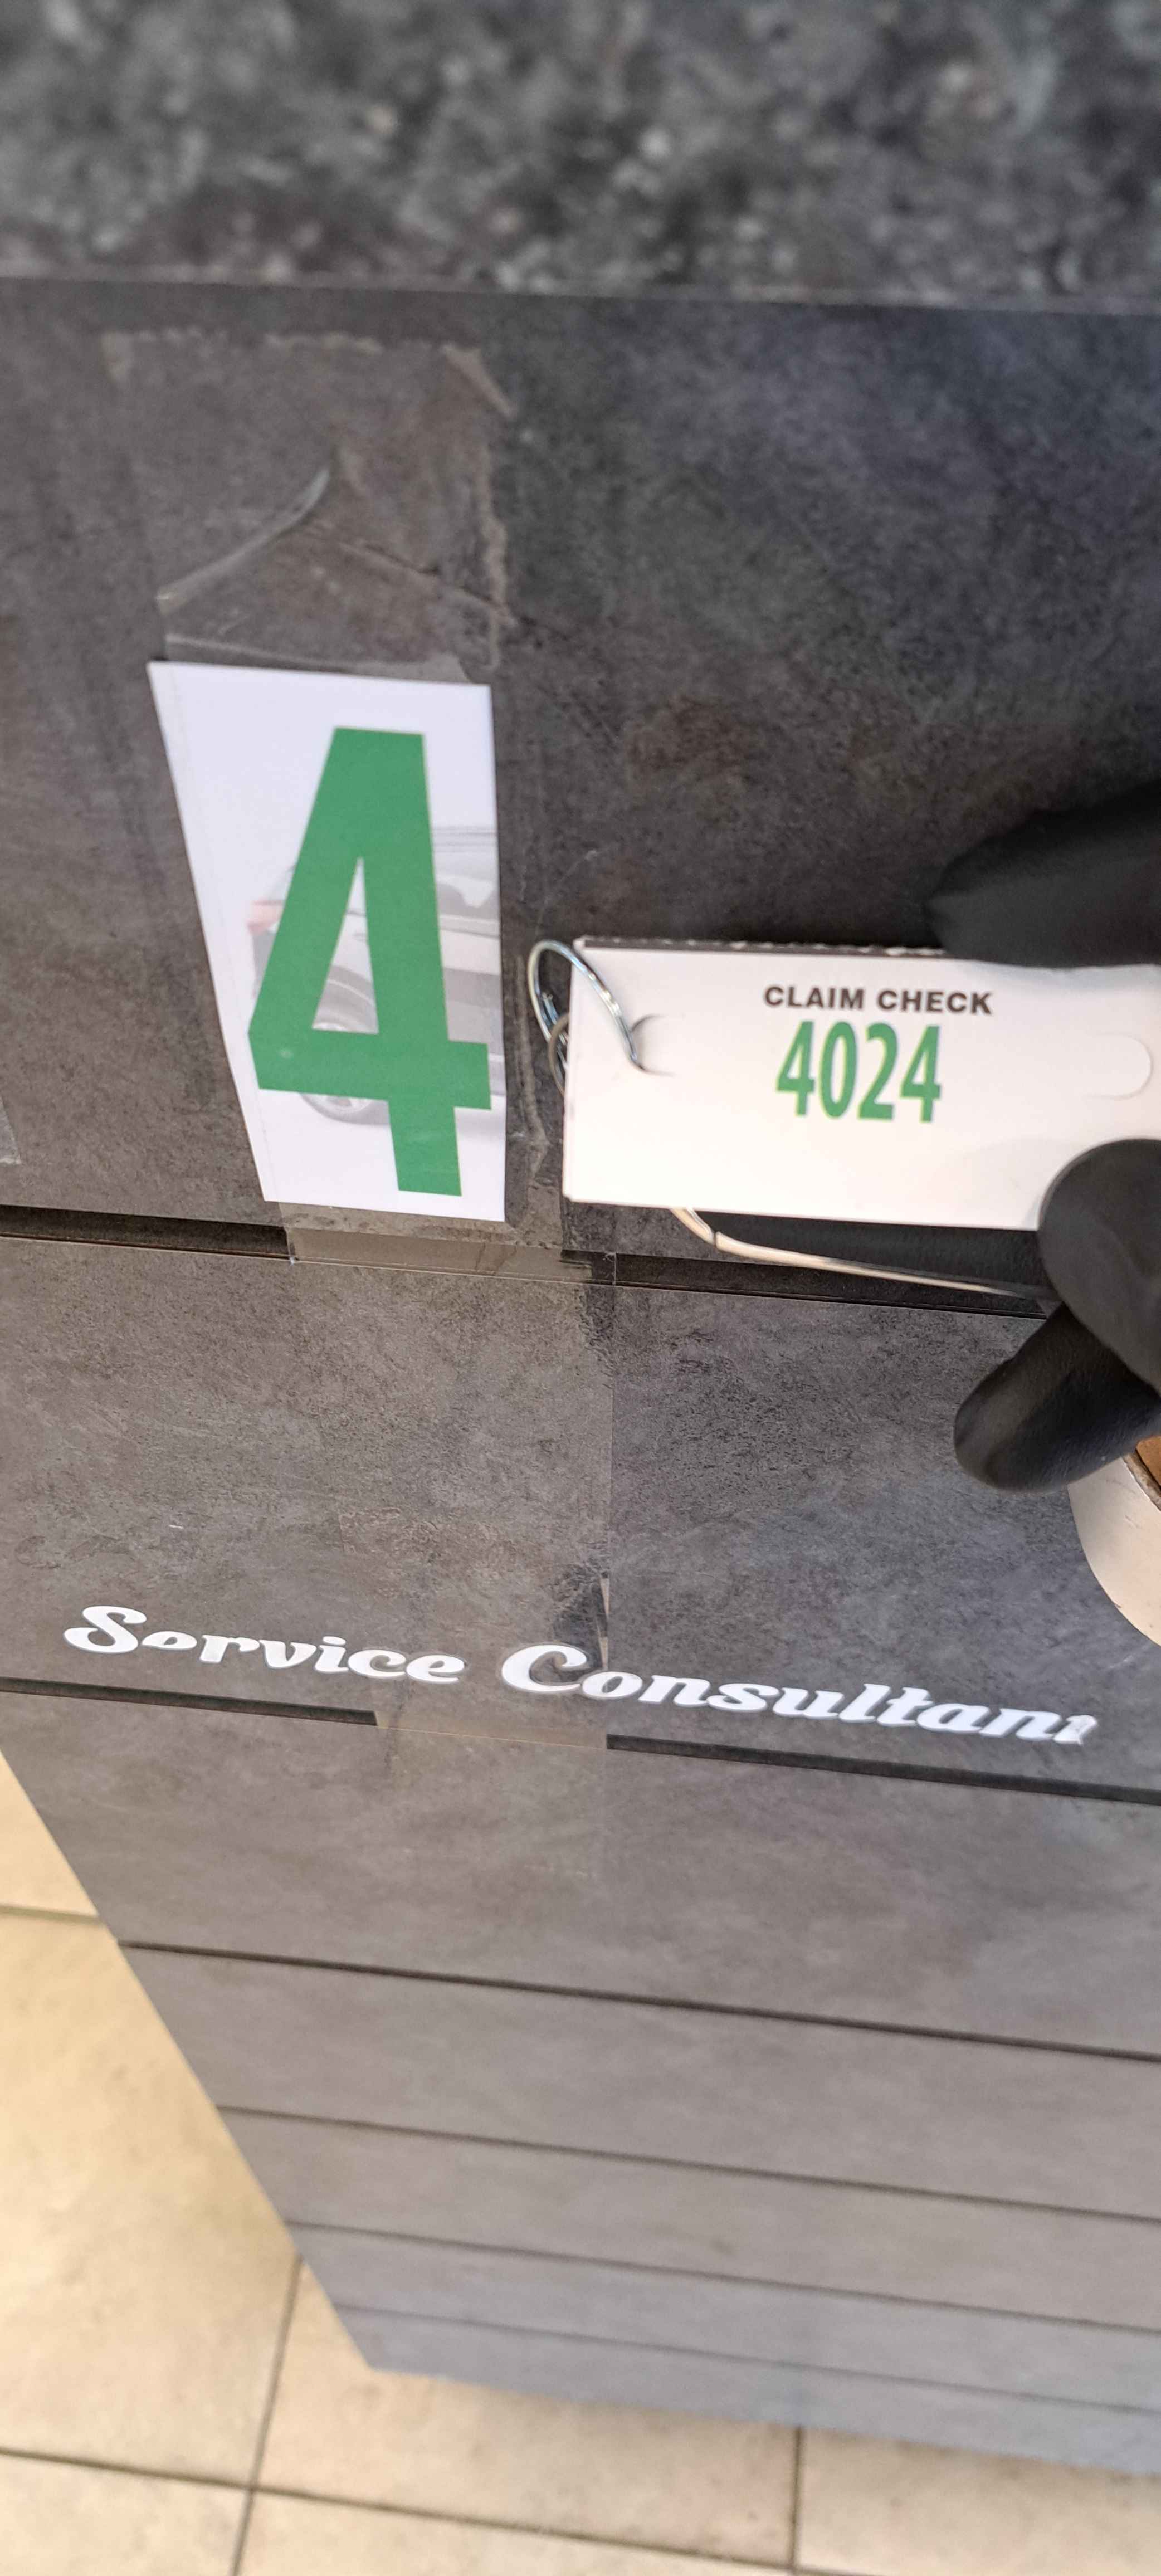 4
CLAIM CHECK
4024
Service Consultant